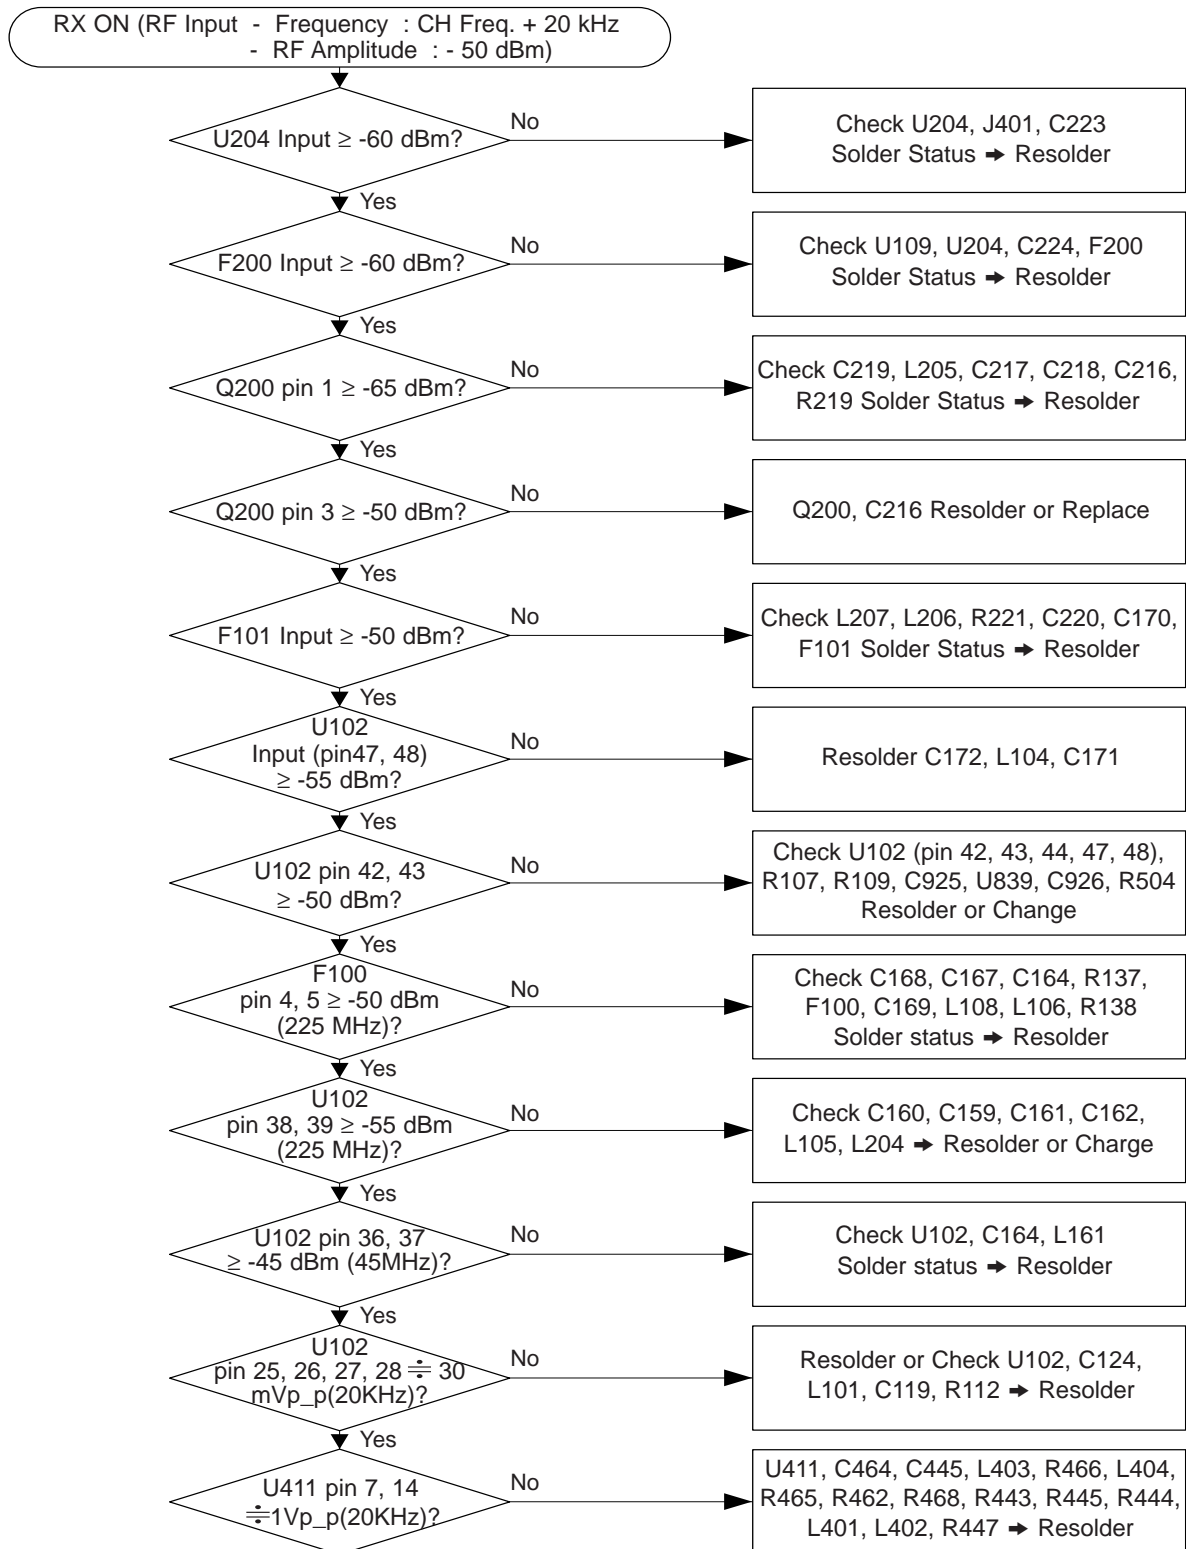 RX ON (RF Input - Frequency : CH Freq. + 20 kHz
- RF Amplitude : - 50 dBm)
U204 Input ≥ -60 dBm?
No
Check U204, J401, C223
Solder Status ➡ Resolder
Yes
F200 Input ≥ -60 dBm?
No
Check U109, U204, C224, F200
Solder Status ➡ Resolder
Yes
Q200 pin 1 ≥ -65 dBm?
No
Check C219, L205, C217, C218, C216,
R219 Solder Status ➡ Resolder
Yes
Q200 pin 3 ≥ -50 dBm?
No
Q200, C216 Resolder or Replace
Yes
F101 Input ≥ -50 dBm?
No
Check L207, L206, R221, C220, C170,
F101 Solder Status ➡ Resolder
Yes
U102
Input (pin47, 48)
≥ -55 dBm?
No
Resolder C172, L104, C171
Yes
U102 pin 42, 43
≥ -50 dBm?
No
Check U102 (pin 42, 43, 44, 47, 48),
R107, R109, C925, U839, C926, R504
Resolder or Change
Yes
F100
pin 4, 5 ≥ -50 dBm
(225 MHz)?
No
Check C168, C167, C164, R137,
F100, C169, L108, L106, R138
Solder status ➡ Resolder
Yes
U102
pin 38, 39 ≥ -55 dBm
(225 MHz)?
No
Check C160, C159, C161, C162,
L105, L204 ➡ Resolder or Charge
Yes
U102 pin 36, 37
≥ -45 dBm (45MHz)?
No
Check U102, C164, L161
Solder status ➡ Resolder
Yes
U102
pin 25, 26, 27, 28 ≑ 30
mVp_p(20KHz)?
No
Resolder or Check U102, C124,
L101, C119, R112 ➡ Resolder
Yes
U411 pin 7, 14
≑1Vp_p(20KHz)?
No
U411, C464, C445, L403, R466, L404,
R465, R462, R468, R443, R445, R444,
L401, L402, R447 ➡ Resolder